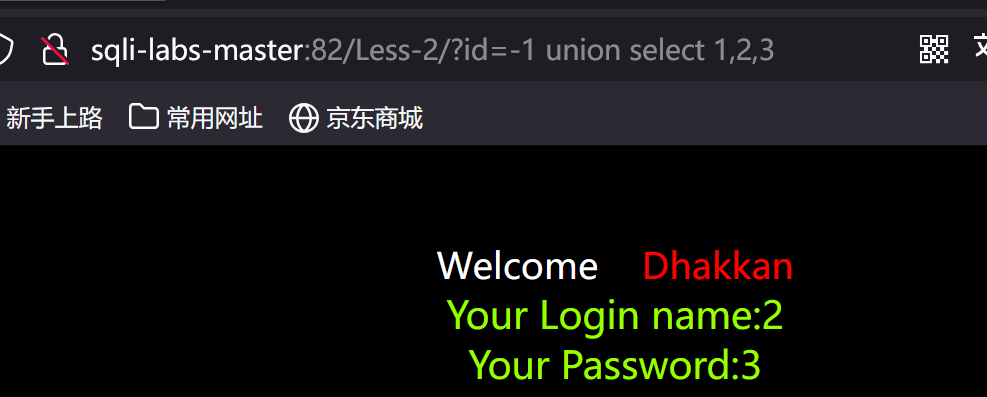 sqli-labs-master:82/Less-2/?id=-1 union select 1,2,3
新手上路 常用网址 京东商城
Welcome Dhakkan
Your Login name:2
Your Password:3